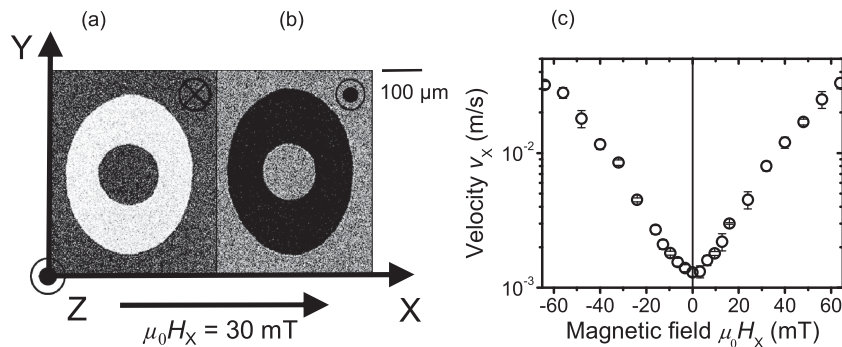 (a)
(b)
(c)
Y
100 µm
Z
X
µ₀Hₓ = 30 mT
Velocity vₓ (m/s)
10⁻²
10⁻³
-60 -40 -20 0 20 40 60
Magnetic field µ₀Hₓ (mT)